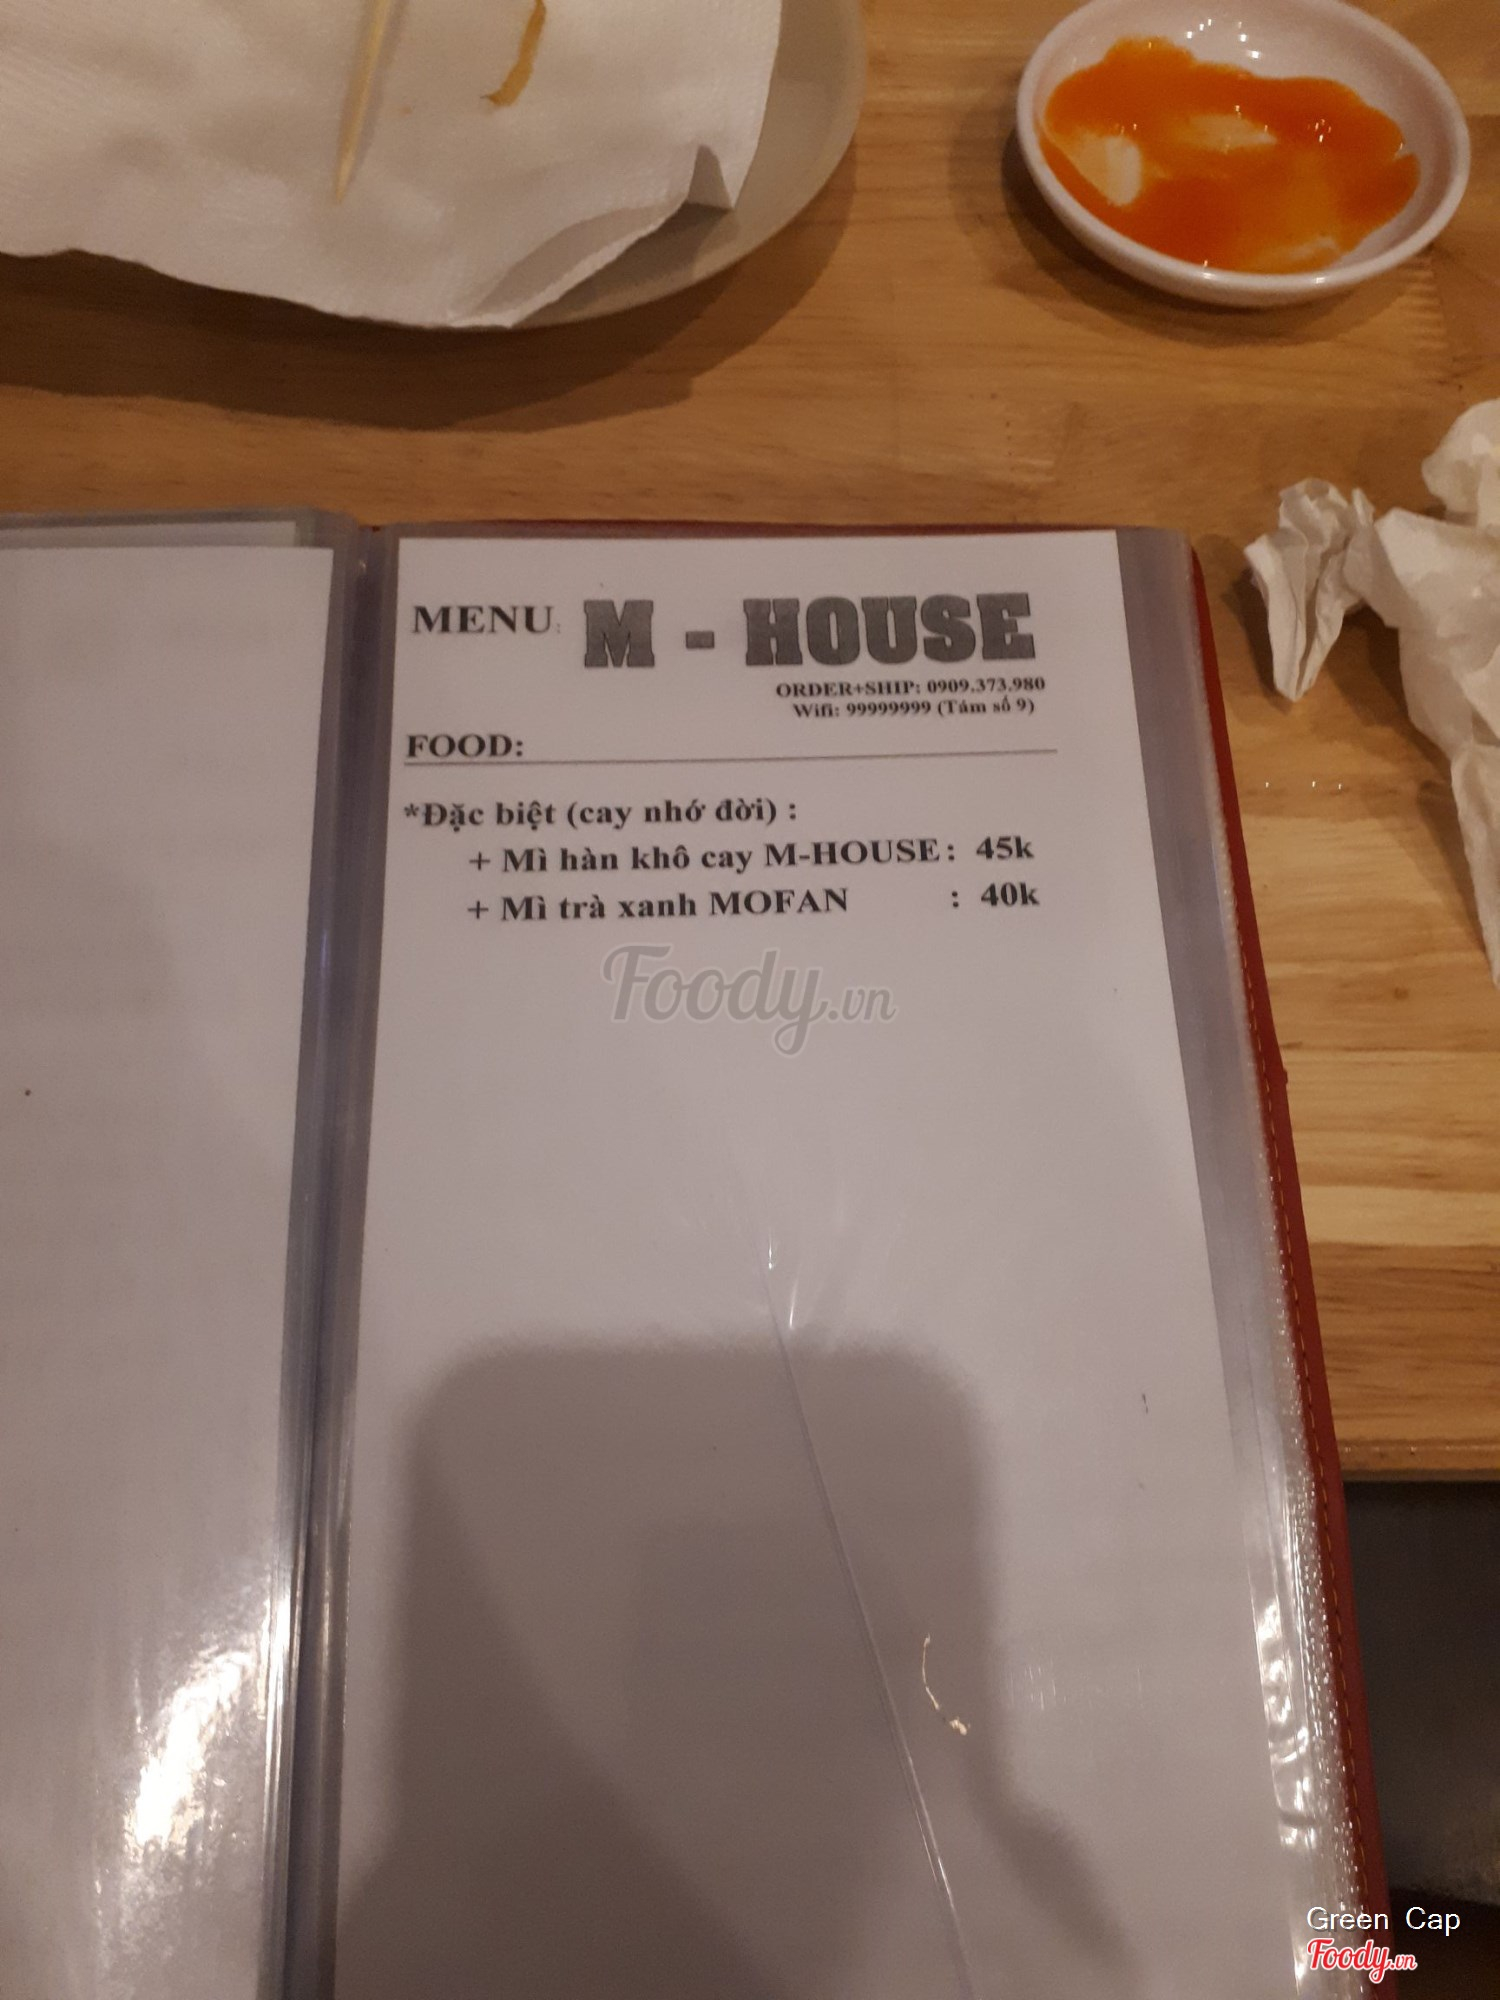 MENU: M - HOUSE
ORDER+SHIP: 0909.373.980
Wifi: 99999999 (Tám số 9)
FOOD:
*Đặc biệt (cay nhớ đời) :
+ Mì hàn khô cay M-HOUSE : 45k
+ Mì trà xanh MOFAN : 40k
Foody.vn
Green Cap
Foody.vn